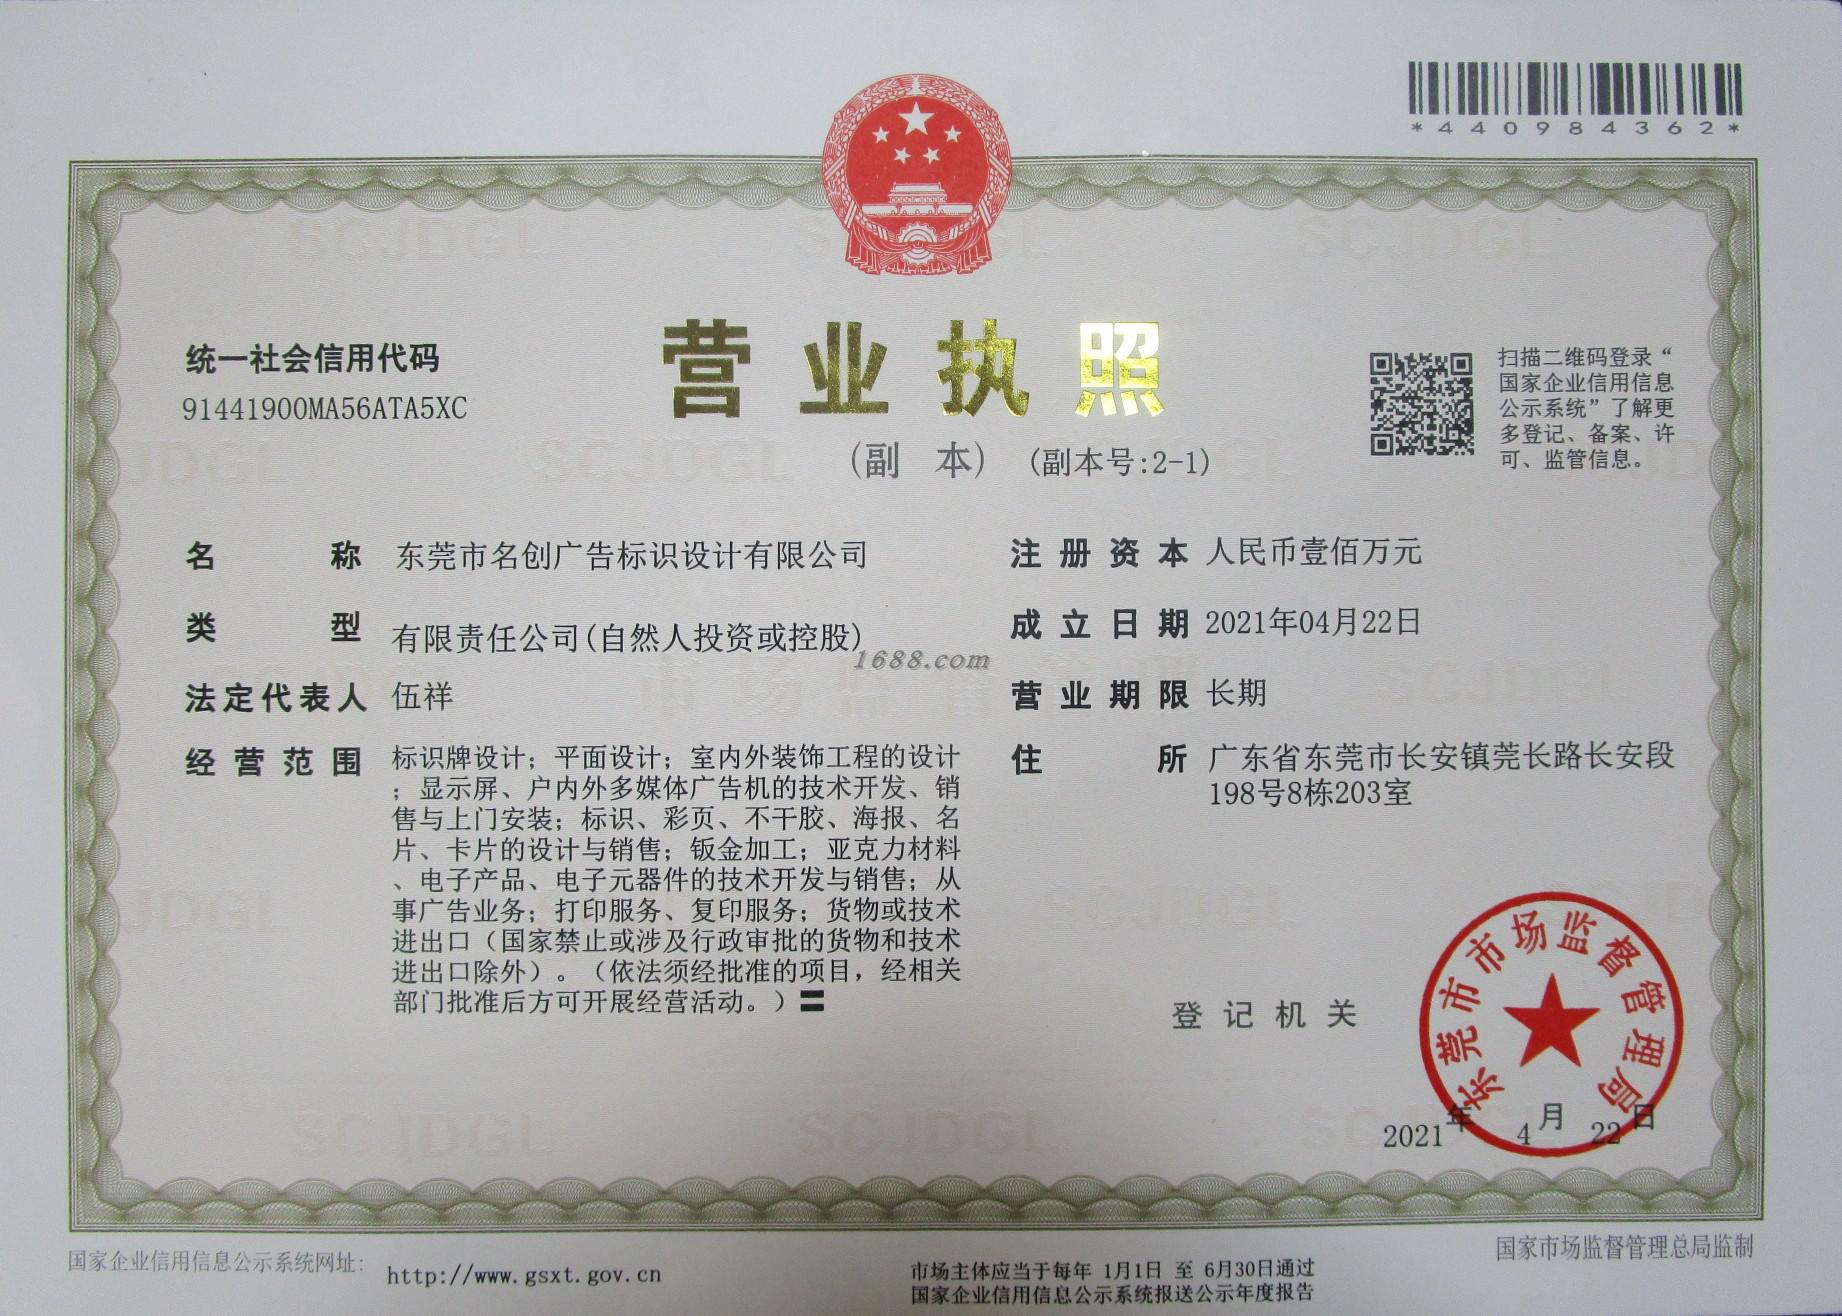 *440984362*
营业执照
(副 本) (副本号:2-1)
统一社会信用代码
91441900MA56ATA5XC
扫描二维码登录“
国家企业信用信息
公示系统”了解更
多登记、备案、许
可、监管信息。
名 称 东莞市名创广告标识设计有限公司
类 型 有限责任公司(自然人投资或控股)
法定代表人 伍祥
经营范围 标识牌设计；平面设计；室内外装饰工程的设计
；显示屏、户内外多媒体广告机的技术开发、销
售与上门安装；标识、彩页、不干胶、海报、名
片、卡片的设计与销售；钣金加工；亚克力材料
、电子产品、电子元器件的技术开发与销售；从
事广告业务；打印服务、复印服务；货物或技术
进出口（国家禁止或涉及行政审批的货物和技术
进出口除外）。（依法须经批准的项目，经相关
部门批准后方可开展经营活动。）〓
注册资本 人民币壹佰万元
成立日期 2021年04月22日
营业期限 长期
住 所 广东省东莞市长安镇莞长路长安段
198号8栋203室
1688.com
登记机关
东莞市市场监督管理局
2021 年 4 月 22 日
国家企业信用信息公示系统网址: http://www.gsxt.gov.cn
市场主体应当于每年 1月1日 至 6月30日通过
国家企业信用信息公示系统报送公示年度报告
国家市场监督管理总局监制
SCJDGL
市场监督管理